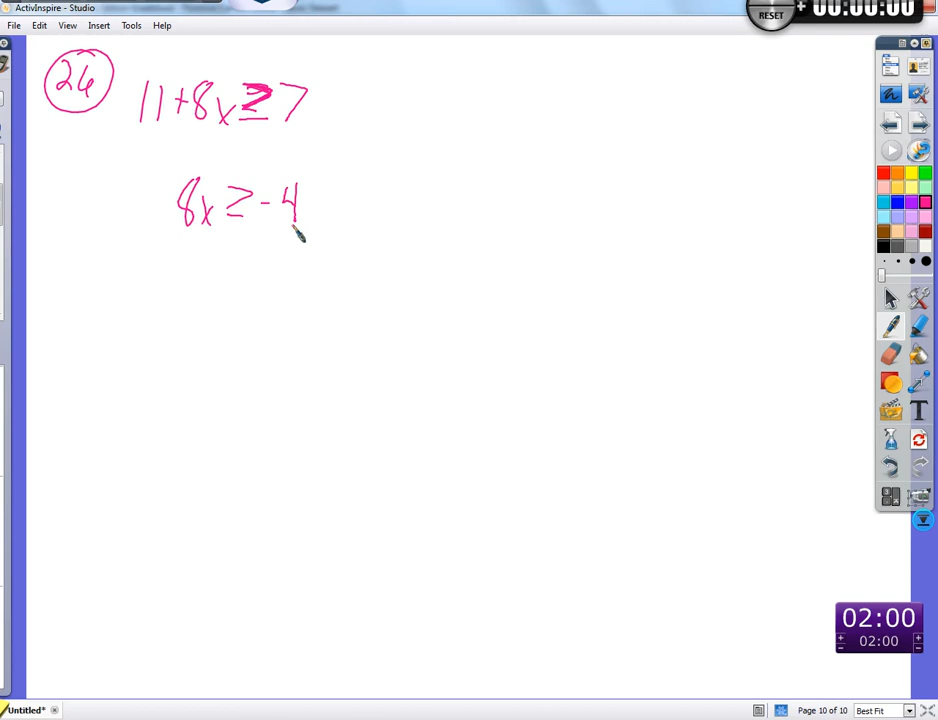 ActivInspire - Studio
File Edit View Insert Tools Help
RESET
00:00:00
26
11+8x≥7
8x≥-4
02:00
02:00
Untitled*
Page 10 of 10
Best Fit